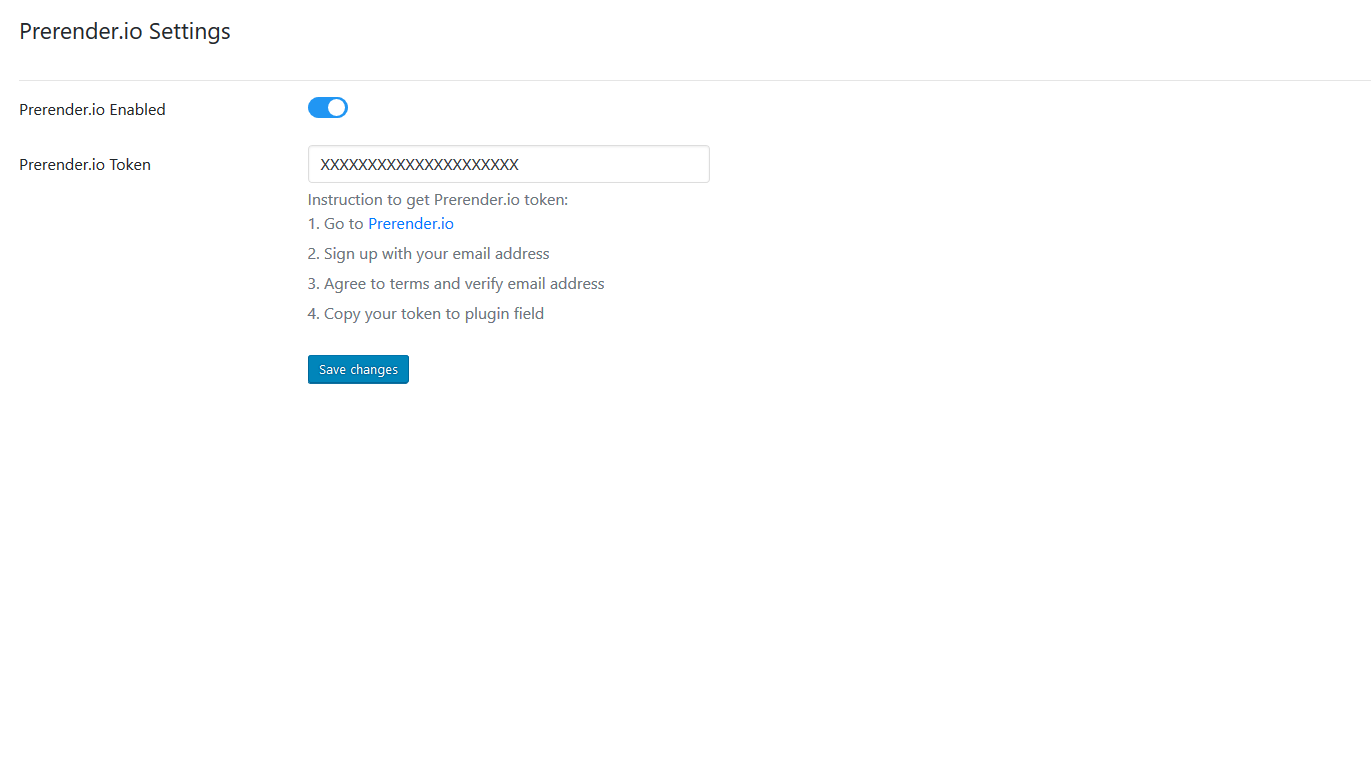 Prerender.io Settings
Prerender.io Enabled
Prerender.io Token
XXXXXXXXXXXXXXXXXXXXX
Instruction to get Prerender.io token:
1. Go to Prerender.io
2. Sign up with your email address
3. Agree to terms and verify email address
4. Copy your token to plugin field
Save changes